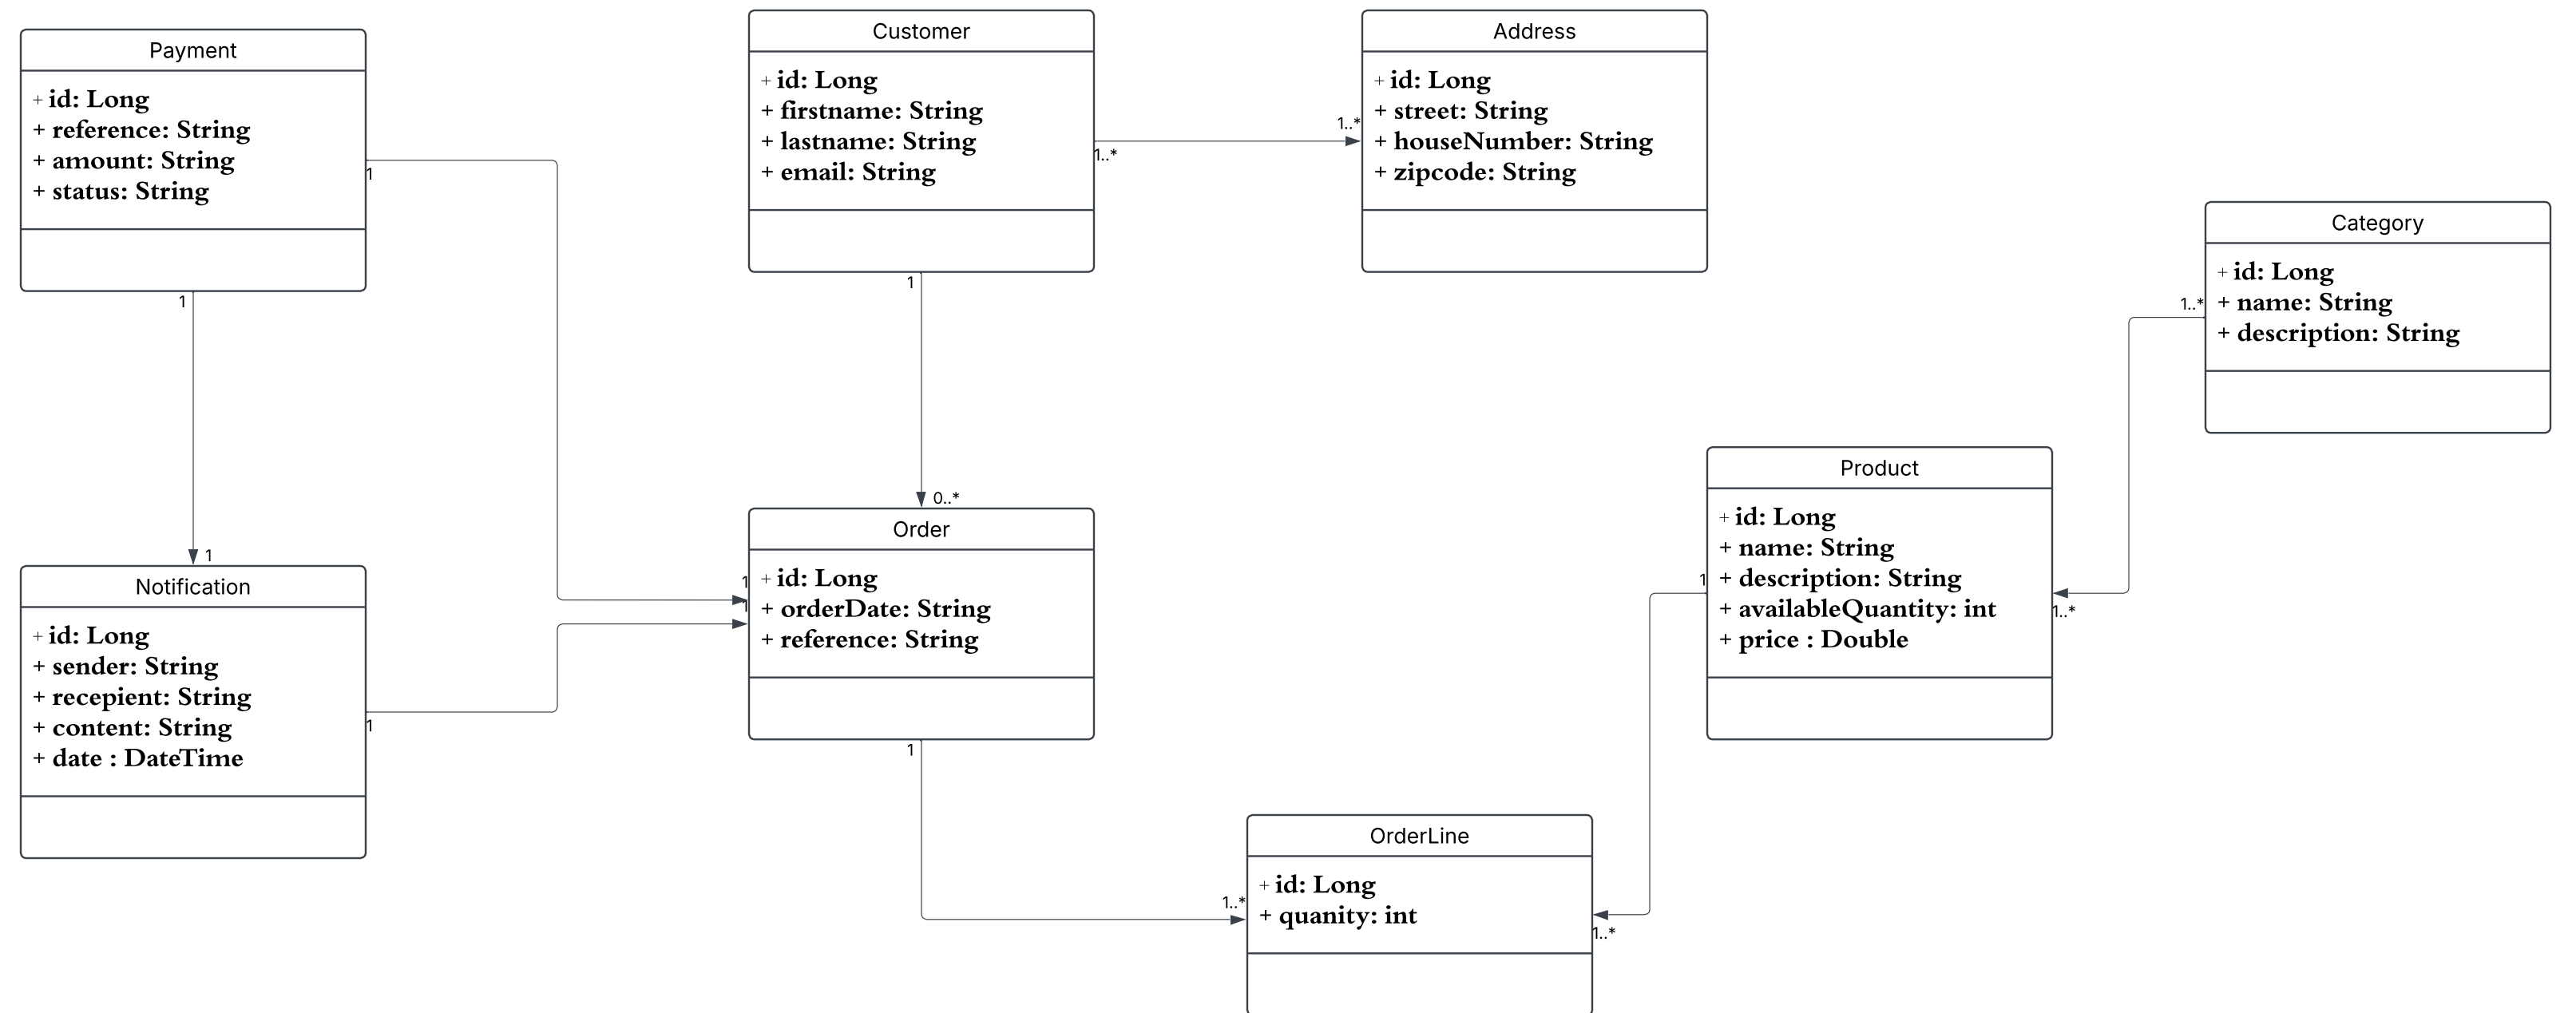 Payment
+ id: Long
+ reference: String
+ amount: String
+ status: String
1
1
Customer
+ id: Long
+ firstname: String
+ lastname: String
+ email: String
1..*
1
Address
+ id: Long
+ street: String
+ houseNumber: String
+ zipcode: String
1..*
Category
+ id: Long
+ name: String
+ description: String
1..*
Notification
+ id: Long
+ sender: String
+ recepient: String
+ content: String
+ date : DateTime
1
1
Order
+ id: Long
+ orderDate: String
+ reference: String
0..*
1
1
1
Product
+ id: Long
+ name: String
+ description: String
+ availableQuantity: int
+ price : Double
1
1..*
OrderLine
+ id: Long
+ quanity: int
1..*
1..*